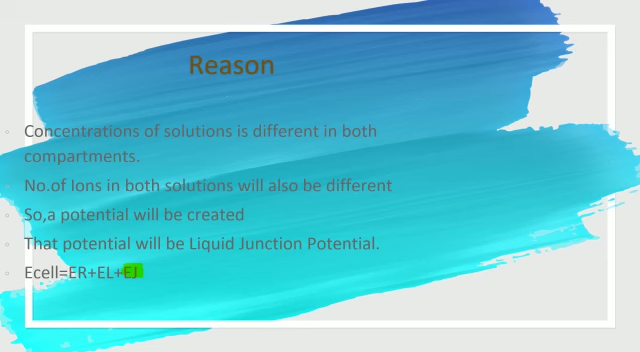 Reason
Concentrations of solutions is different in both
compartments.
No.of Ions in both solutions will also be different
So,a potential will be created
That potential will be Liquid Junction Potential.
Ecell=ER+EL+EJ